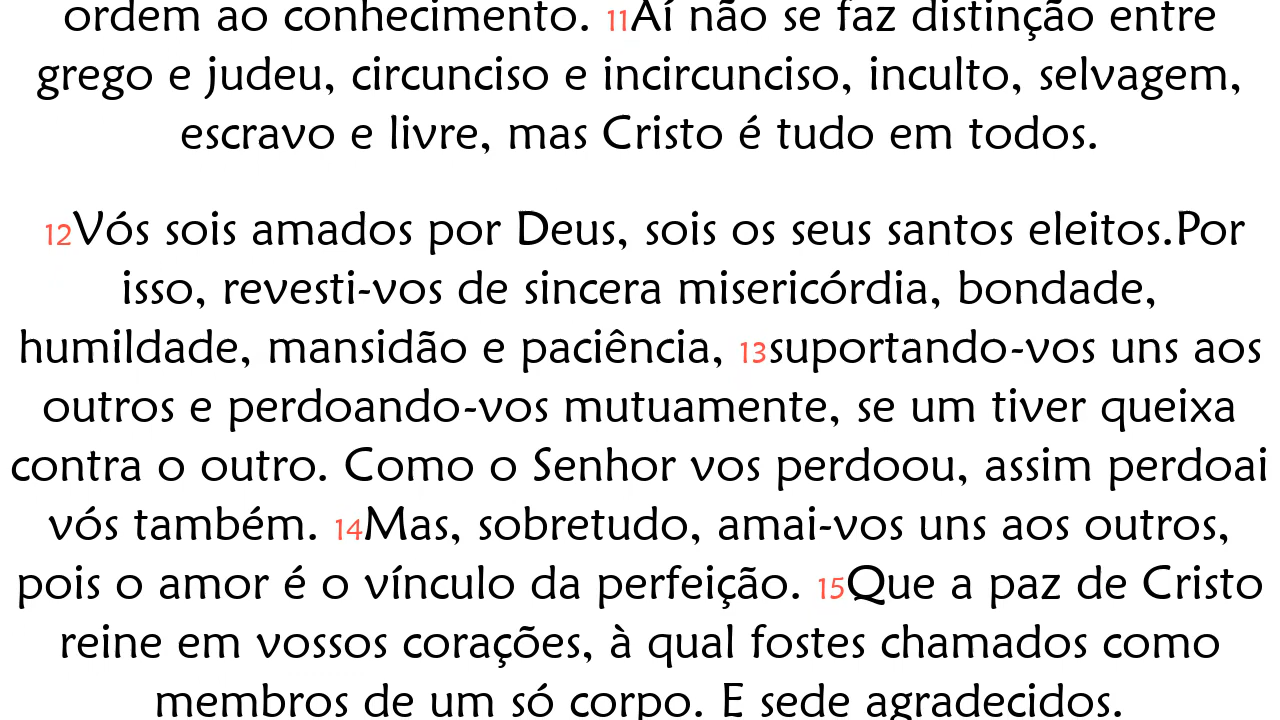 ordem ao conhecimento. 11Aí não se faz distinção entre
grego e judeu, circunciso e incircunciso, inculto, selvagem,
escravo e livre, mas Cristo é tudo em todos.
12Vós sois amados por Deus, sois os seus santos eleitos.Por
isso, revesti-vos de sincera misericórdia, bondade,
humildade, mansidão e paciência, 13suportando-vos uns aos
outros e perdoando-vos mutuamente, se um tiver queixa
contra o outro. Como o Senhor vos perdoou, assim perdoai
vós também. 14Mas, sobretudo, amai-vos uns aos outros,
pois o amor é o vínculo da perfeição. 15Que a paz de Cristo
reine em vossos corações, à qual fostes chamados como
membros de um só corpo. E sede agradecidos.